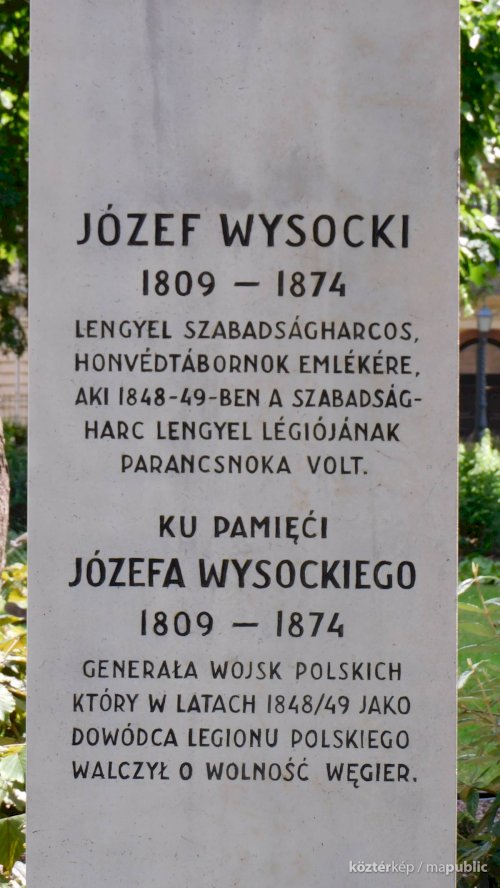 JÓZEF WYSOCKI
1809 – 1874
LENGYEL SZABADSÁGHARCOS,
HONVÉDTÁBORNOK EMLÉKÉRE,
AKI 1848-49-BEN A SZABADSÁG-
HARC LENGYEL LÉGIÓJÁNAK
PARANCSNOKA VOLT.
KU PAMIĘĆI
JÓZEFA WYSOCKIEGO
1809 – 1874
GENERAŁA WOJSK POLSKICH
KTÓRY W LATACH 1848/49 JAKO
DOWÓDCA LEGIONU POLSKIEGO
WALCZYŁ O WOLNOŚĆ WĘGIER.
köztérkép / mapublic